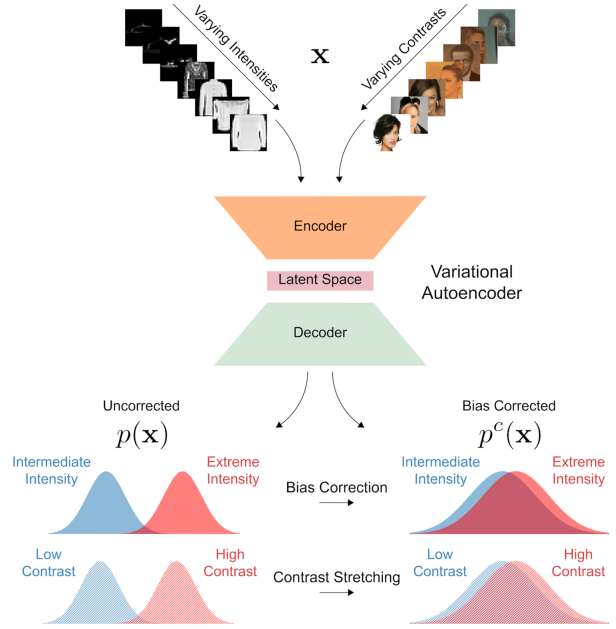 Varying Intensities
x
Varying Contrasts
Encoder
Latent Space
Decoder
Variational
Autoencoder
Uncorrected
p(x)
Bias Corrected
p^c(x)
Intermediate
Intensity
Extreme
Intensity
Bias Correction
Intermediate
Intensity
Extreme
Intensity
Low
Contrast
High
Contrast
Contrast Stretching
Low
Contrast
High
Contrast